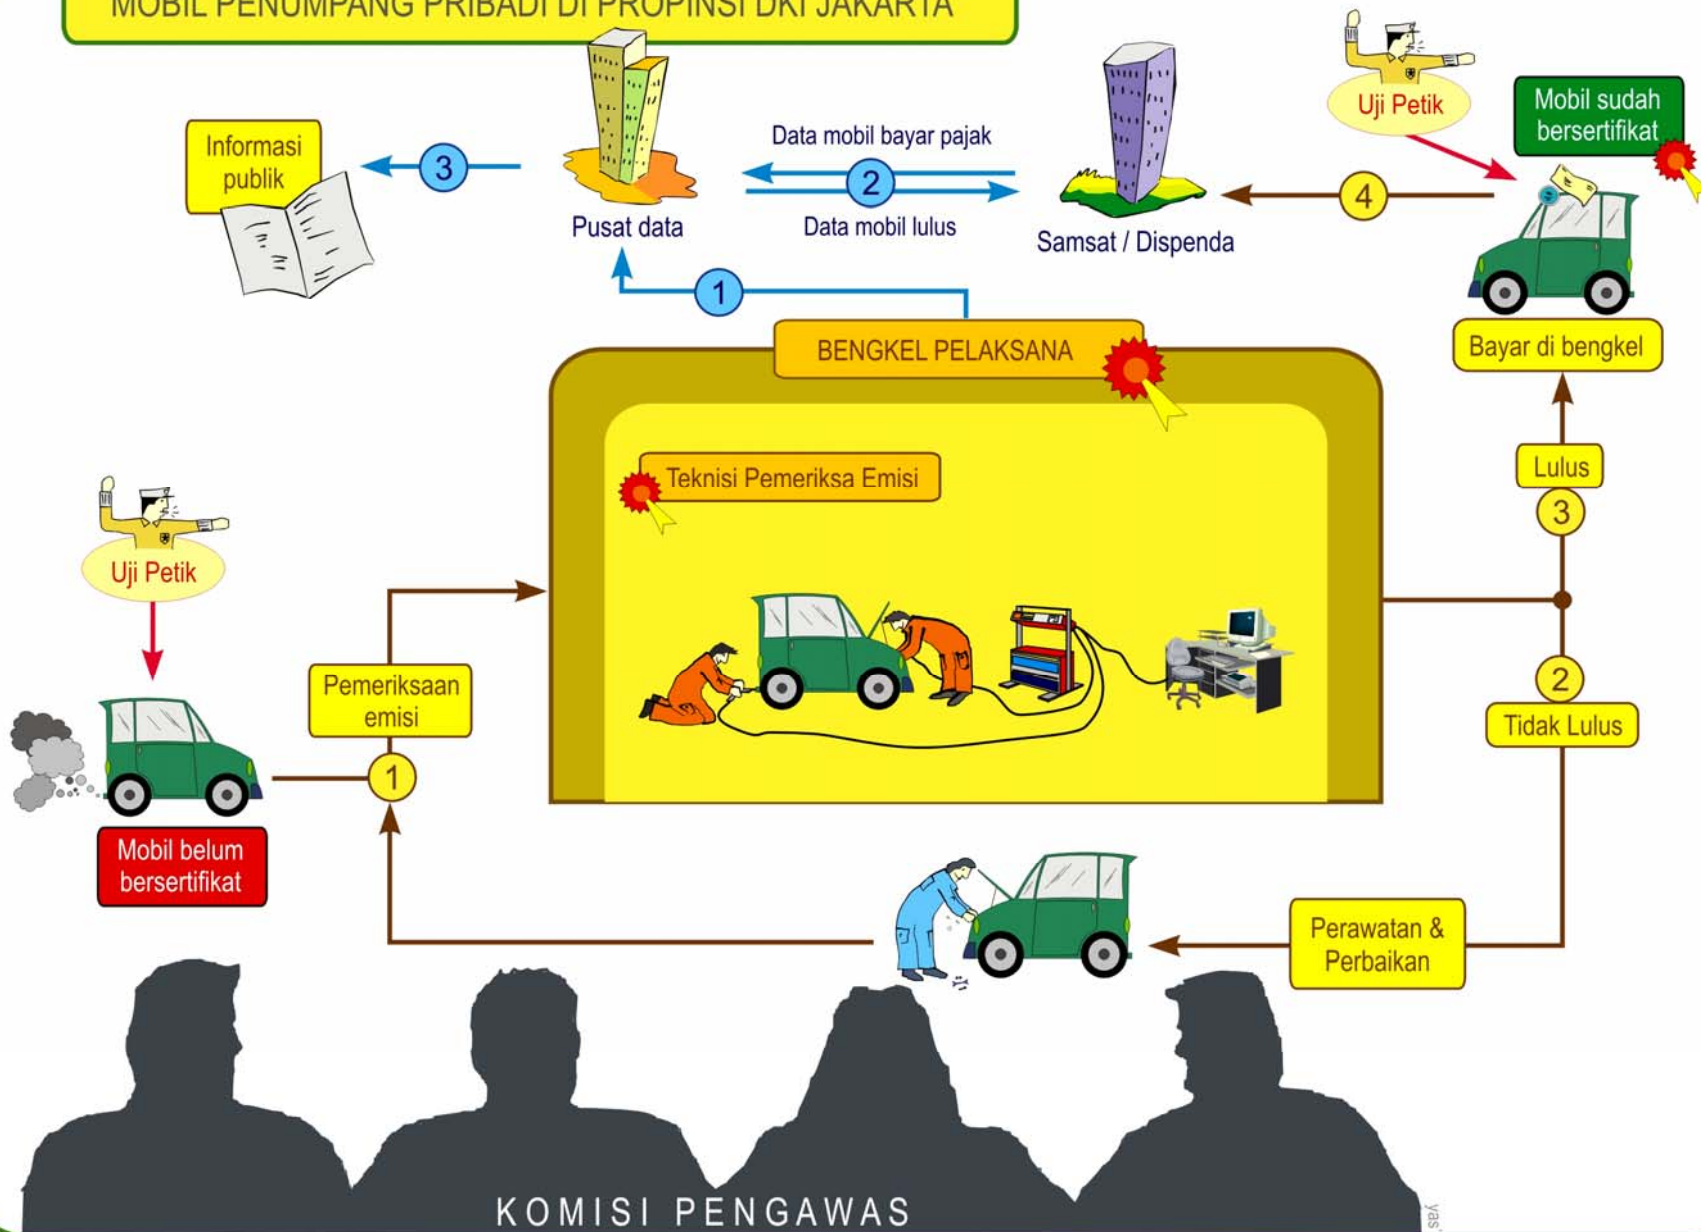 MOBIL PENUMPANG PRIBADI DI PROPINSI DKI JAKARTA
Informasi
publik
3
Pusat data
Data mobil bayar pajak
2
Data mobil lulus
Samsat / Dispenda
4
Uji Petik
Mobil sudah
bersertifikat
Bayar di bengkel
1
BENGKEL PELAKSANA
Teknisi Pemeriksa Emisi
Lulus
3
2
Tidak Lulus
Uji Petik
Pemeriksaan
emisi
1
Mobil belum
bersertifikat
Perawatan &
Perbaikan
KOMISI PENGAWAS